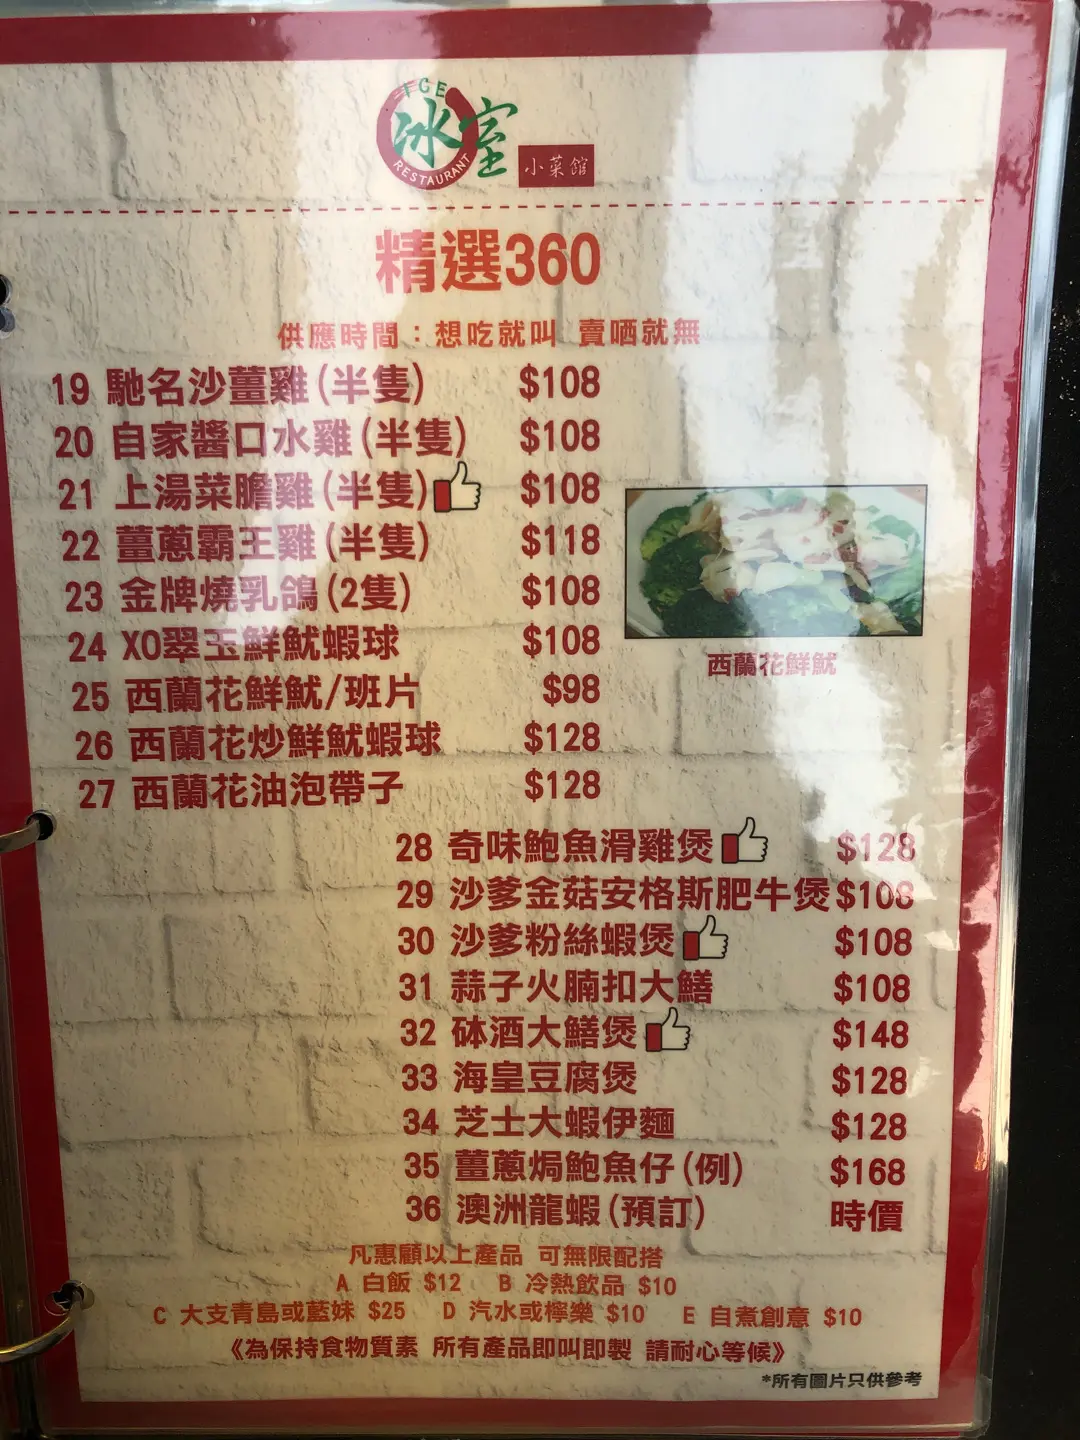 ICE
冰室
RESTAURANT
小菜館
精選360
供應時間：想吃就叫 賣哂就無
19 馳名沙薑雞(半隻) $108
20 自家醬口水雞(半隻) $108
21 上湯菜膽雞(半隻) $108
22 薑蔥霸王雞(半隻) $118
23 金牌燒乳鴿(2隻) $108
24 XO翠玉鮮魷蝦球 $108
25 西蘭花鮮魷/班片 $98
26 西蘭花炒鮮魷蝦球 $128
27 西蘭花油泡帶子 $128
西蘭花鮮魷
28 奇味鮑魚滑雞煲 $128
29 沙爹金菇安格斯肥牛煲 $108
30 沙爹粉絲蝦煲 $108
31 蒜子火腩扣大鱔 $108
32 砵酒大鱔煲 $148
33 海皇豆腐煲 $128
34 芝士大蝦伊麵 $128
35 薑蔥焗鮑魚仔(例) $168
36 澳洲龍蝦(預訂) 時價
凡惠顧以上產品 可無限配搭
A 白飯 $12 B 冷熱飲品 $10
C 大支青島或藍妹 $25 D 汽水或檸樂 $10 E 自煮創意 $10
《為保持食物質素 所有產品即叫即製 請耐心等候》
*所有圖片只供參考